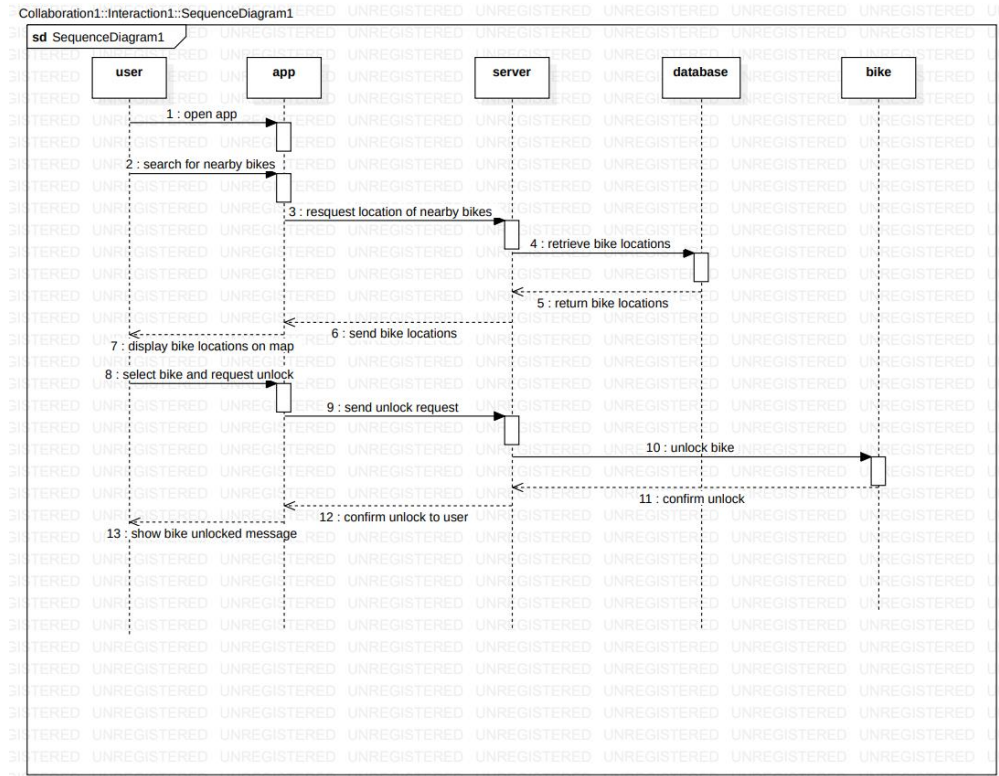 Collaboration1::Interaction1::SequenceDiagram1
sd SequenceDiagram1
user
app
server
database
bike
1 : open app
2 : search for nearby bikes
3 : resquest location of nearby bikes
4 : retrieve bike locations
5 : return bike locations
6 : send bike locations
7 : display bike locations on map
8 : select bike and request unlock
9 : send unlock request
10 : unlock bike
11 : confirm unlock
12 : confirm unlock to user
13 : show bike unlocked message
UNREGISTERED